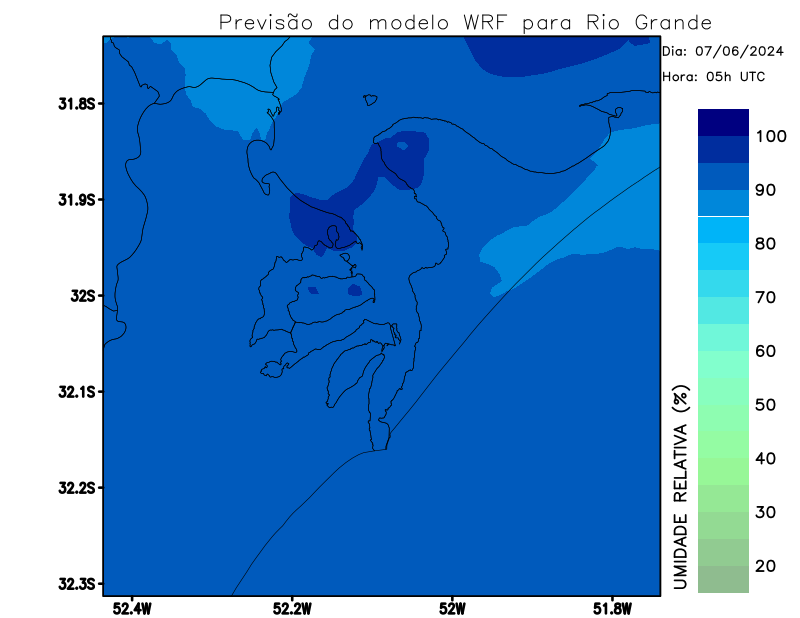 Previsão do modelo WRF para Rio Grande
Dia: 07/06/2024
Hora: 05h UTC
31.8S
31.9S
32S
32.1S
32.2S
32.3S
52.4W
52.2W
52W
51.8W
UMIDADE RELATIVA (%)
100
90
80
70
60
50
40
30
20